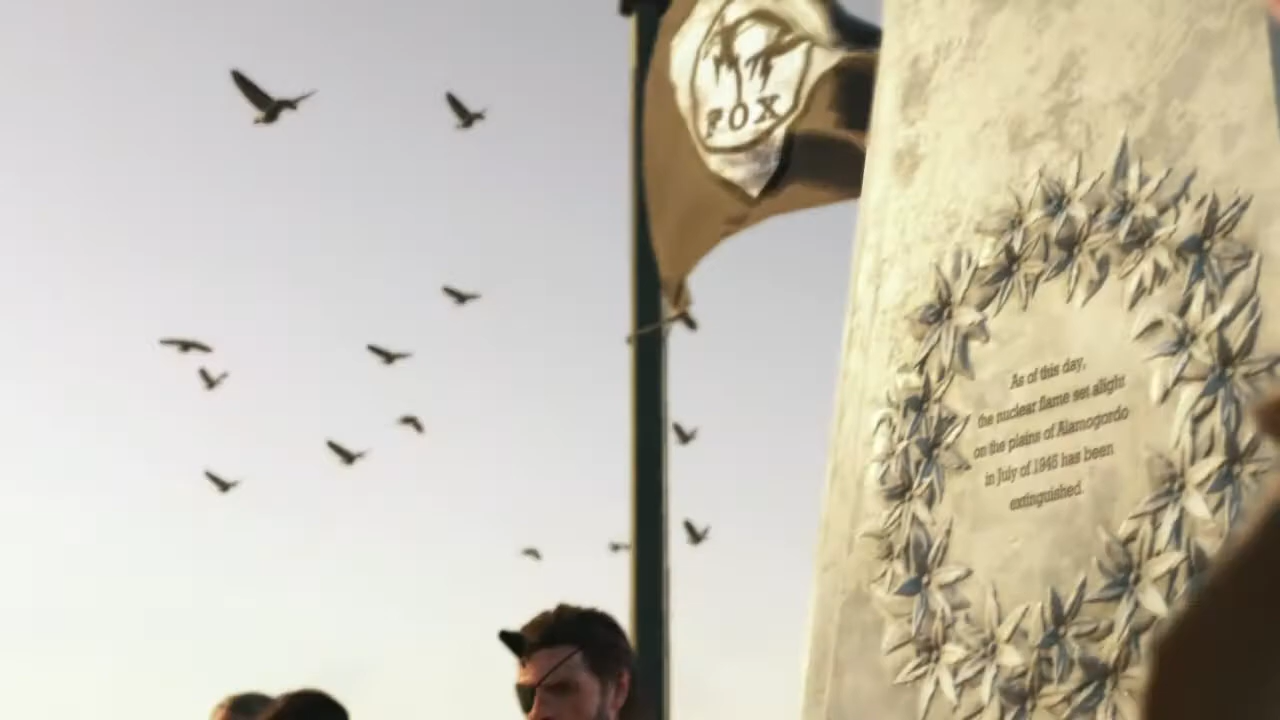 FOX
As of this day,
the nuclear flame set alight
on the plains of Alamogordo
in July of 1945 has been
extinguished.